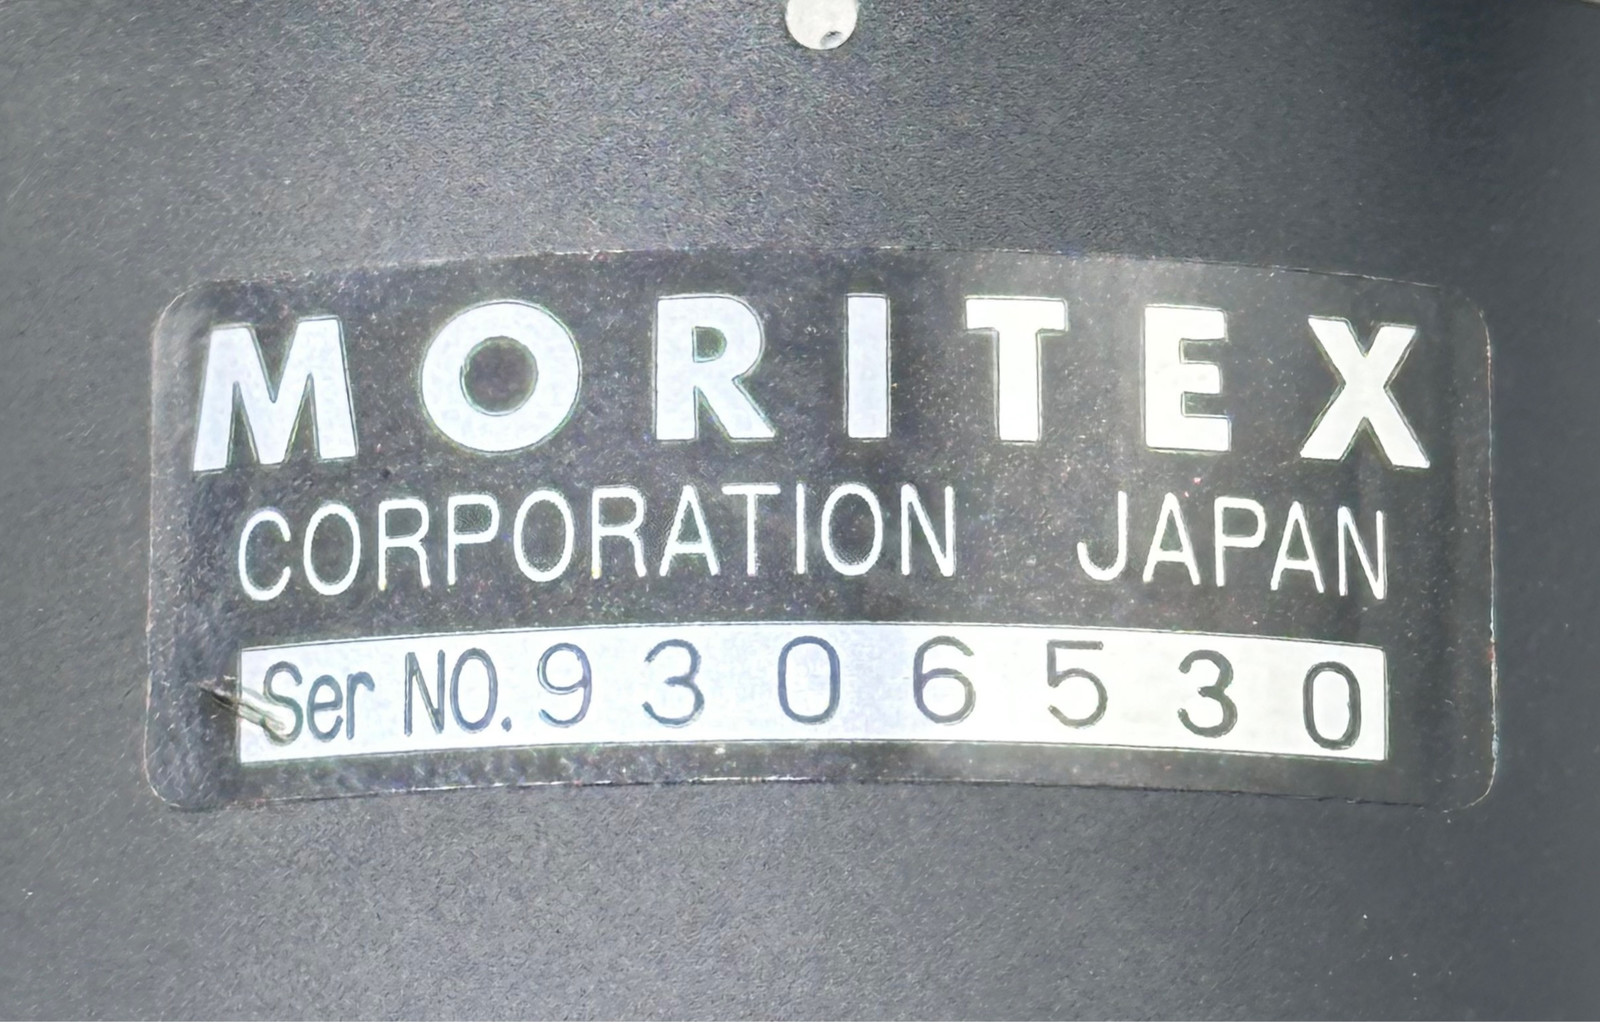 MORITEX
CORPORATION JAPAN
Ser NO. 9306530